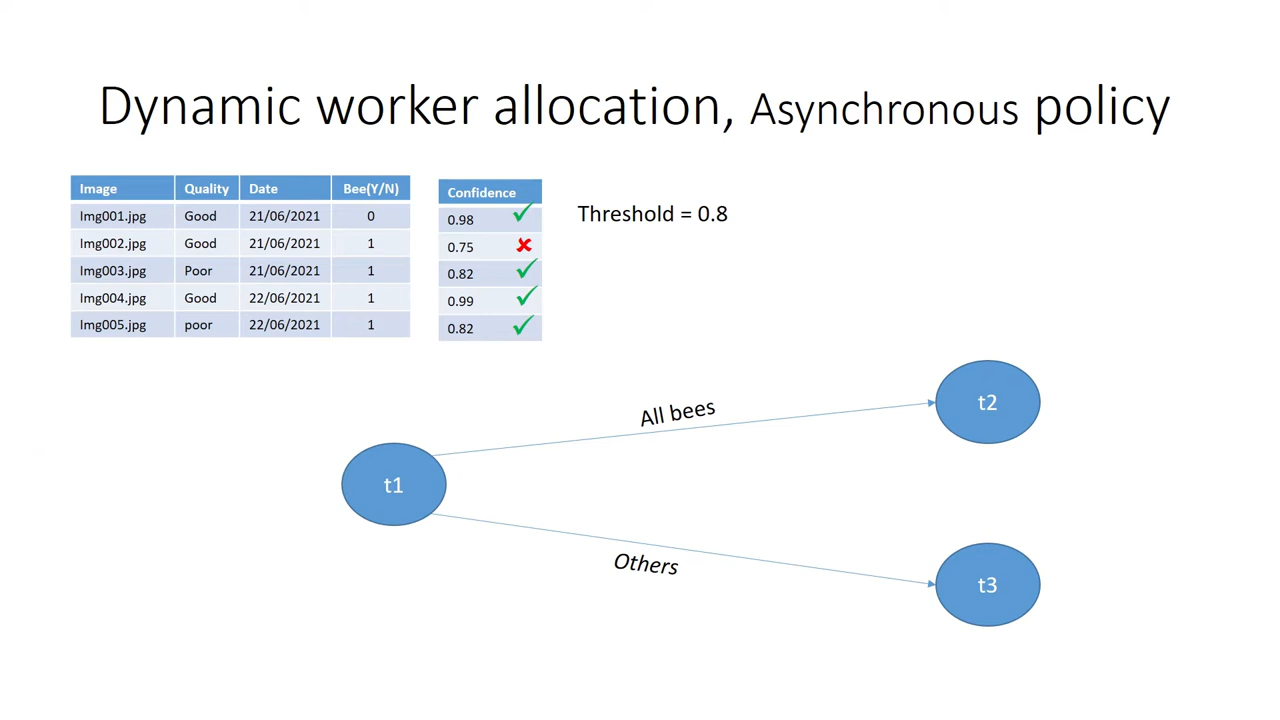 Dynamic worker allocation, Asynchronous policy
Image Quality Date Bee(Y/N)
Img001.jpg Good 21/06/2021 0
Img002.jpg Good 21/06/2021 1
Img003.jpg Poor 21/06/2021 1
Img004.jpg Good 22/06/2021 1
Img005.jpg poor 22/06/2021 1
Confidence
0.98
0.75
0.82
0.99
0.82
Threshold = 0.8
All bees
t2
t1
Others
t3